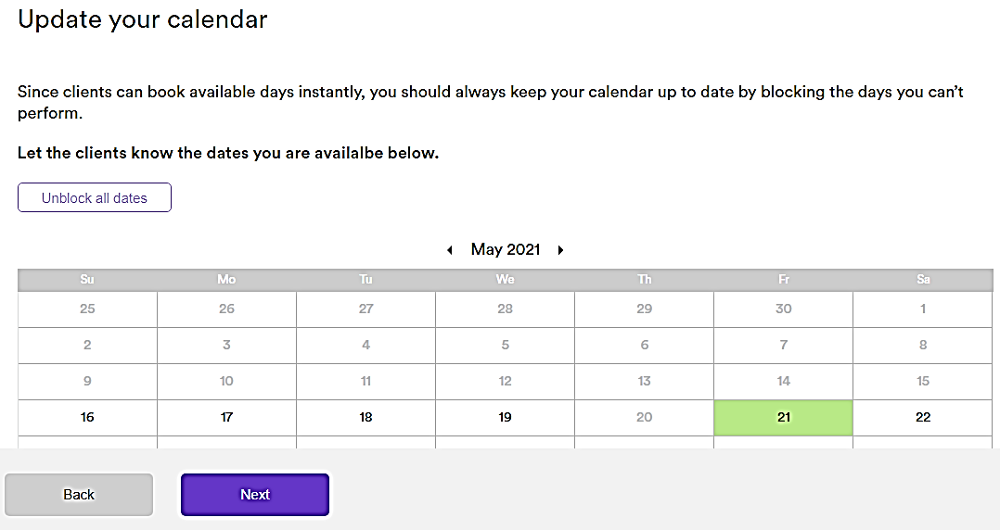 Update your calendar
Since clients can book available days instantly, you should always keep your calendar up to date by blocking the days you can't
perform.
Let the clients know the dates you are availalbe below.
Unblock all dates
May 2021
Su Mo Tu We Th Fr Sa
25 26 27 28 29 30 1
2 3 4 5 6 7 8
9 10 11 12 13 14 15
16 17 18 19 20 21 22
Back Next